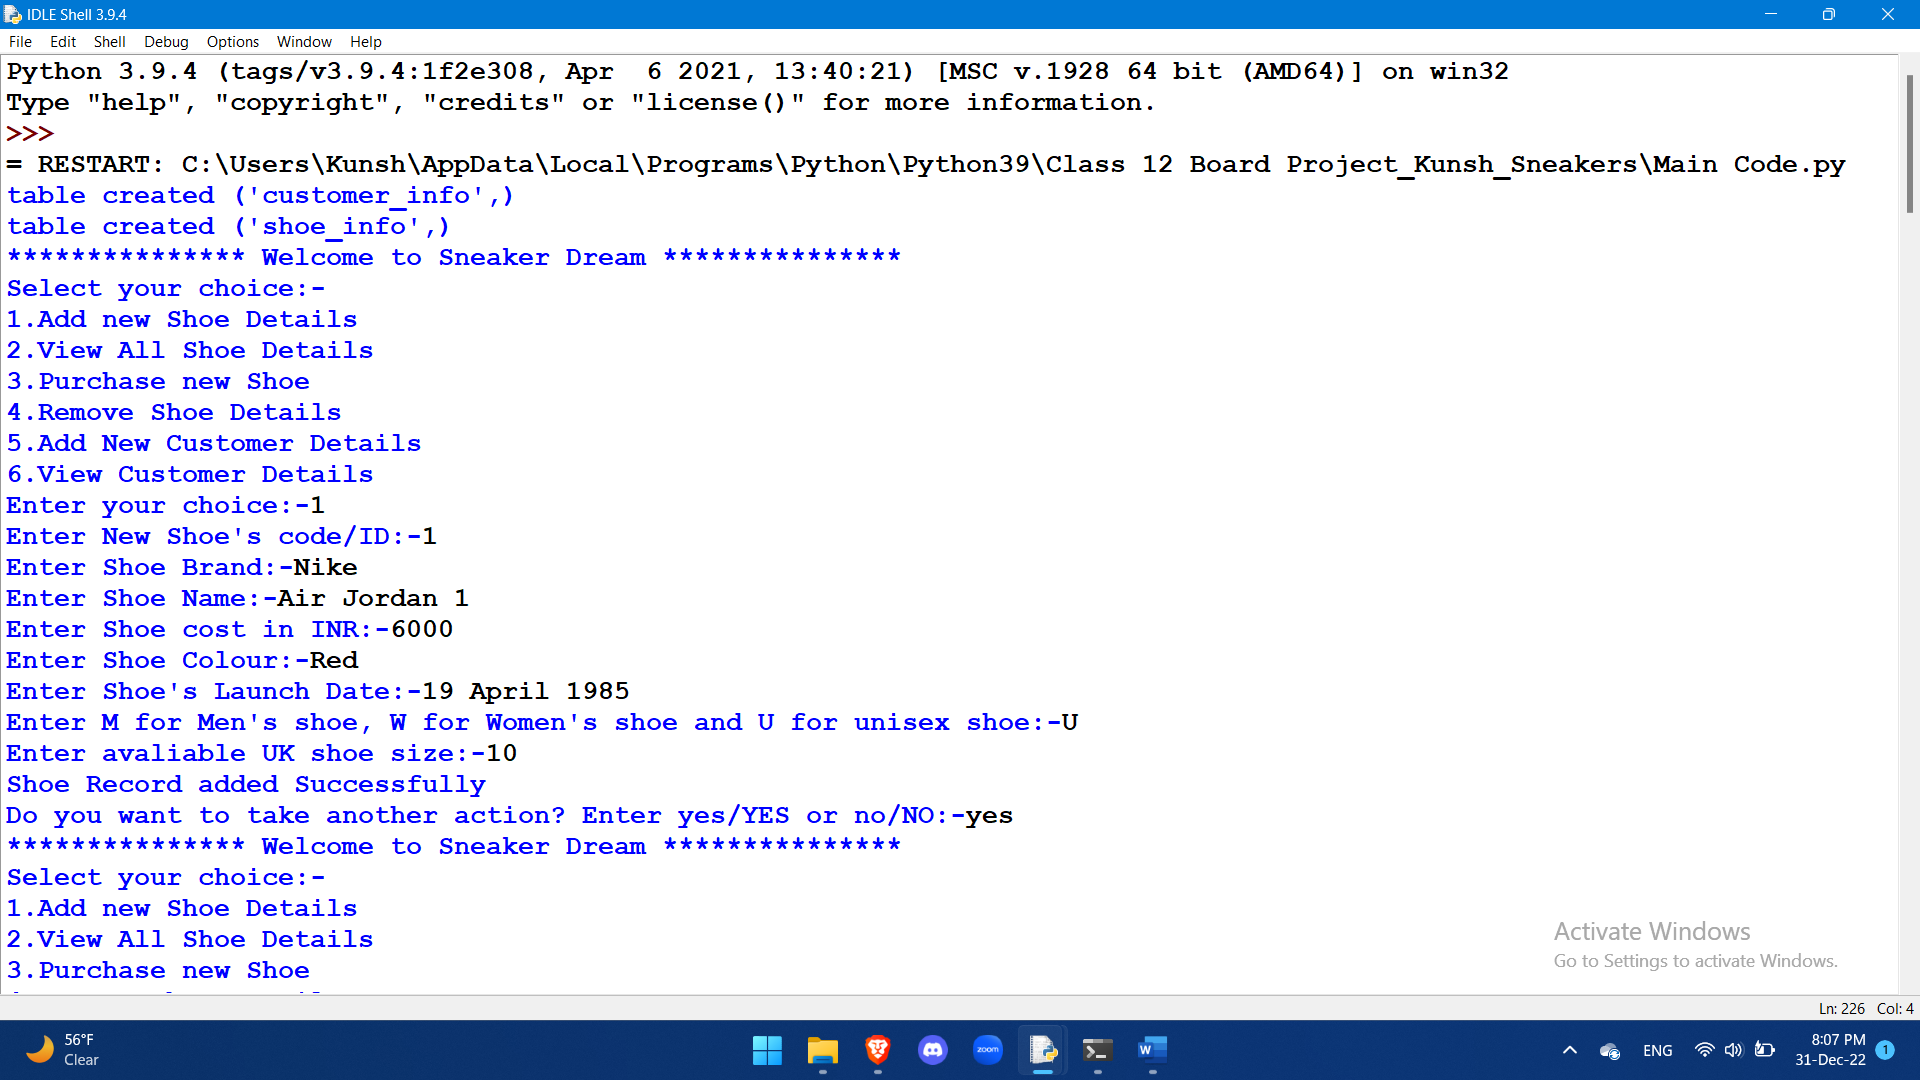 IDLE Shell 3.9.4
File Edit Shell Debug Options Window Help
Python 3.9.4 (tags/v3.9.4:1f2e308, Apr  6 2021, 13:40:21) [MSC v.1928 64 bit (AMD64)] on win32
Type "help", "copyright", "credits" or "license()" for more information.
>>>
= RESTART: C:\Users\Kunsh\AppData\Local\Programs\Python\Python39\Class 12 Board Project_Kunsh_Sneakers\Main Code.py
table created ('customer_info',)
table created ('shoe_info',)
*************** Welcome to Sneaker Dream ***************
Select your choice:-
1.Add new Shoe Details
2.View All Shoe Details
3.Purchase new Shoe
4.Remove Shoe Details
5.Add New Customer Details
6.View Customer Details
Enter your choice:-1
Enter New Shoe's code/ID:-1
Enter Shoe Brand:-Nike
Enter Shoe Name:-Air Jordan 1
Enter Shoe cost in INR:-6000
Enter Shoe Colour:-Red
Enter Shoe's Launch Date:-19 April 1985
Enter M for Men's shoe, W for Women's shoe and U for unisex shoe:-U
Enter avaliable UK shoe size:-10
Shoe Record added Successfully
Do you want to take another action? Enter yes/YES or no/NO:-yes
*************** Welcome to Sneaker Dream ***************
Select your choice:-
1.Add new Shoe Details
2.View All Shoe Details
3.Purchase new Shoe
Activate Windows
Go to Settings to activate Windows.
Ln: 226 Col: 4
56°F
Clear
zoom
W
ENG
8:07 PM
31-Dec-22
1